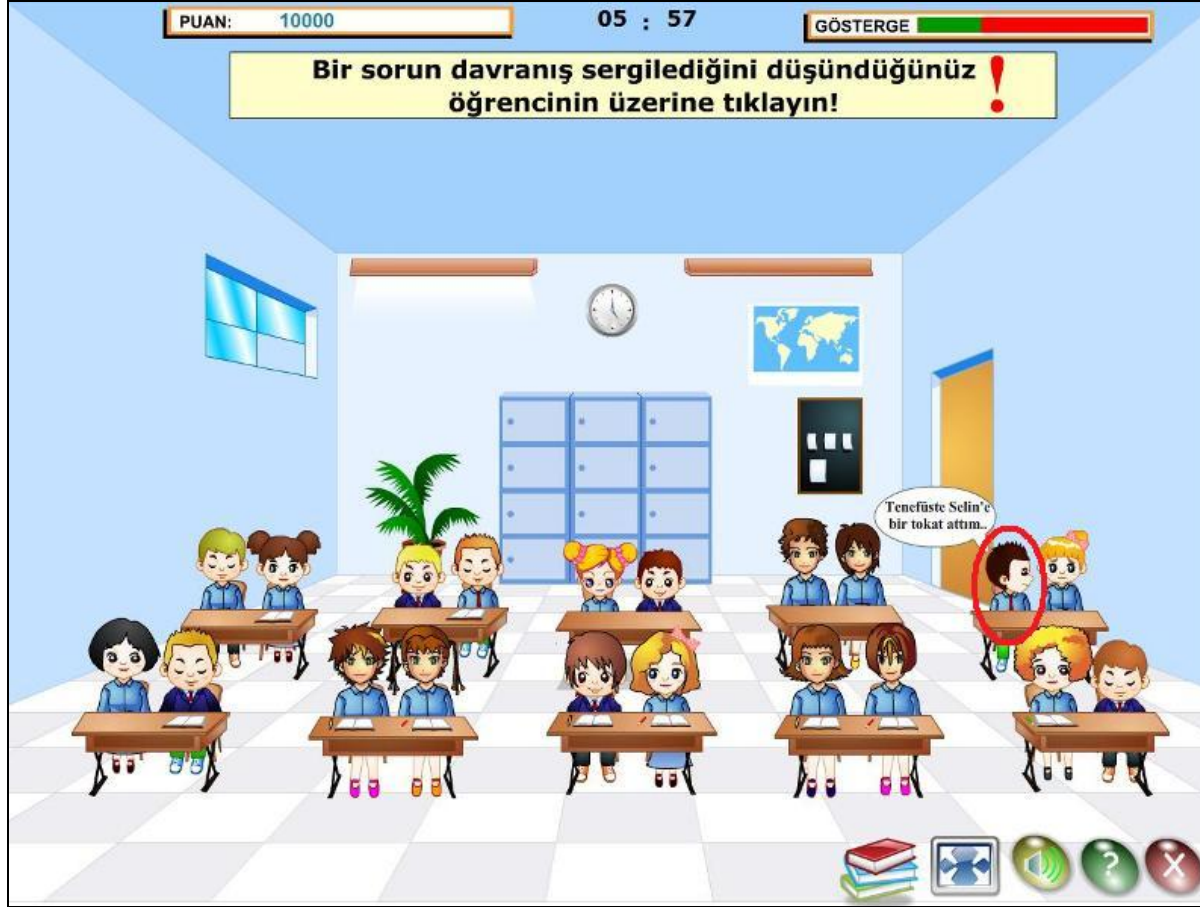 PUAN: 10000
05 : 57
GÖSTERGE
Bir sorun davranış sergilediğini düşündüğünüz
öğrencinin üzerine tıklayın!
!
Tenefüste Selin'e
bir tokat attım..
?
X